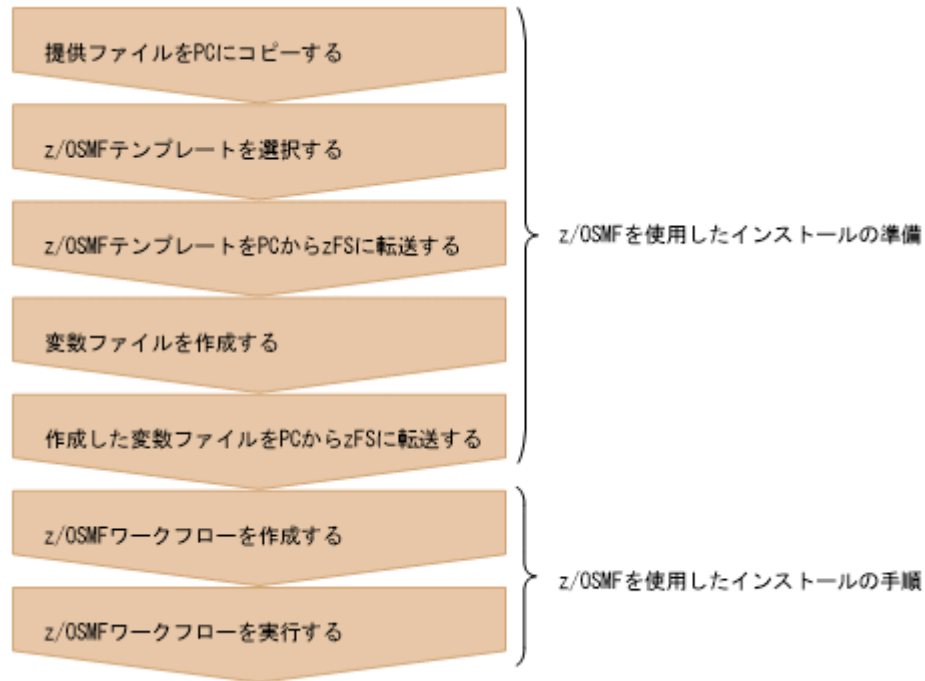 提供ファイルをPCにコピーする
z/OSMFテンプレートを選択する
z/OSMFテンプレートをPCからzFSに転送する
z/OSMFを使用したインストールの準備
変数ファイルを作成する
作成した変数ファイルをPCからzFSに転送する
z/OSMFワークフローを作成する
z/OSMFを使用したインストールの手順
z/OSMFワークフローを実行する